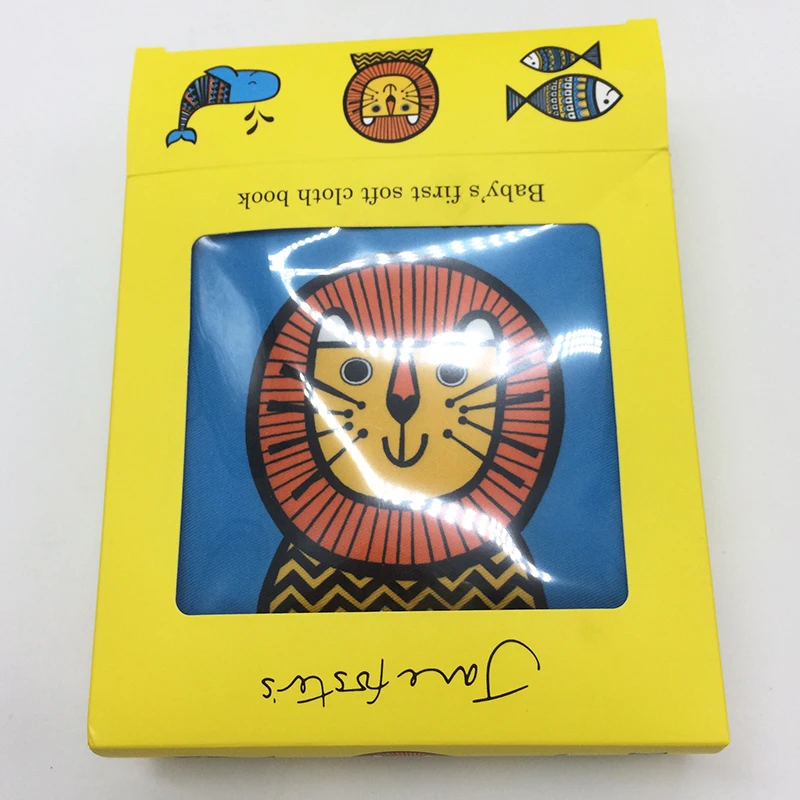 Jane foster's
Baby's first soft cloth book